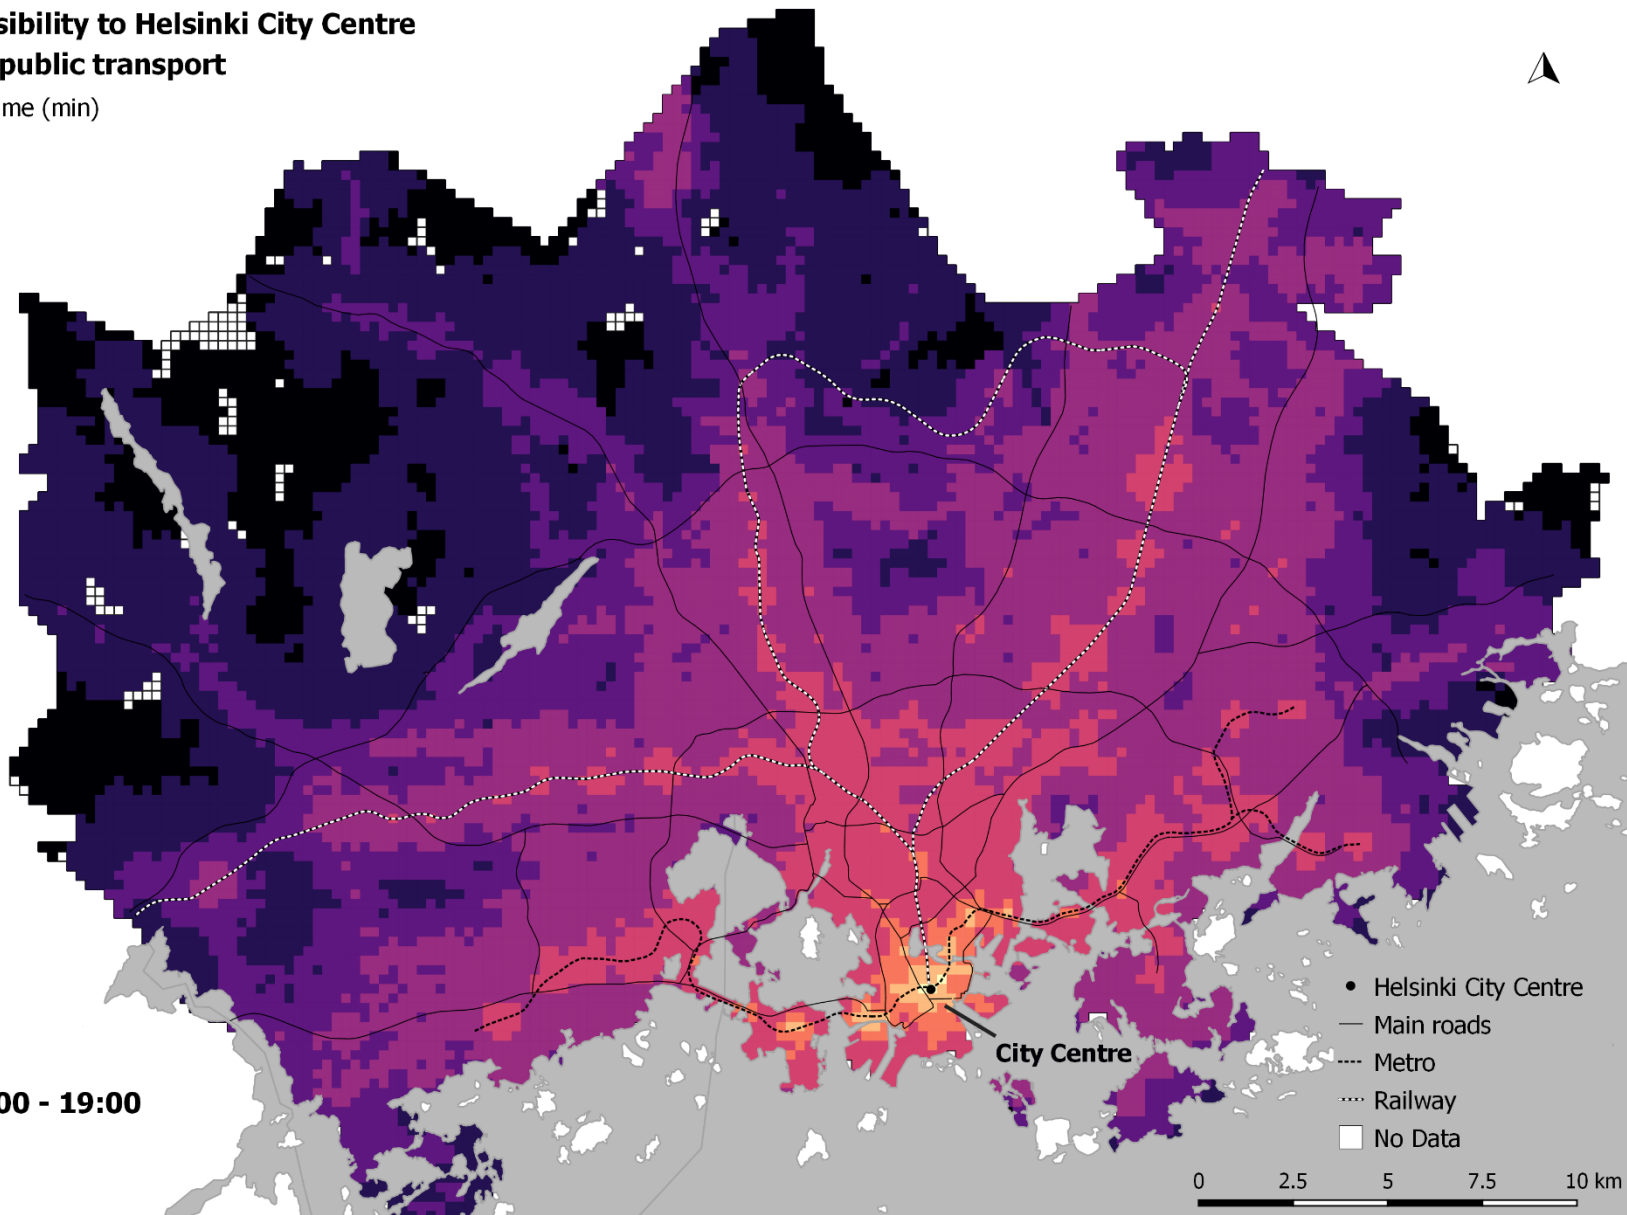 sibility to Helsinki City Centre
public transport
me (min)
City Centre
00 - 19:00
Helsinki City Centre
Main roads
Metro
Railway
No Data
0 2.5 5 7.5 10 km